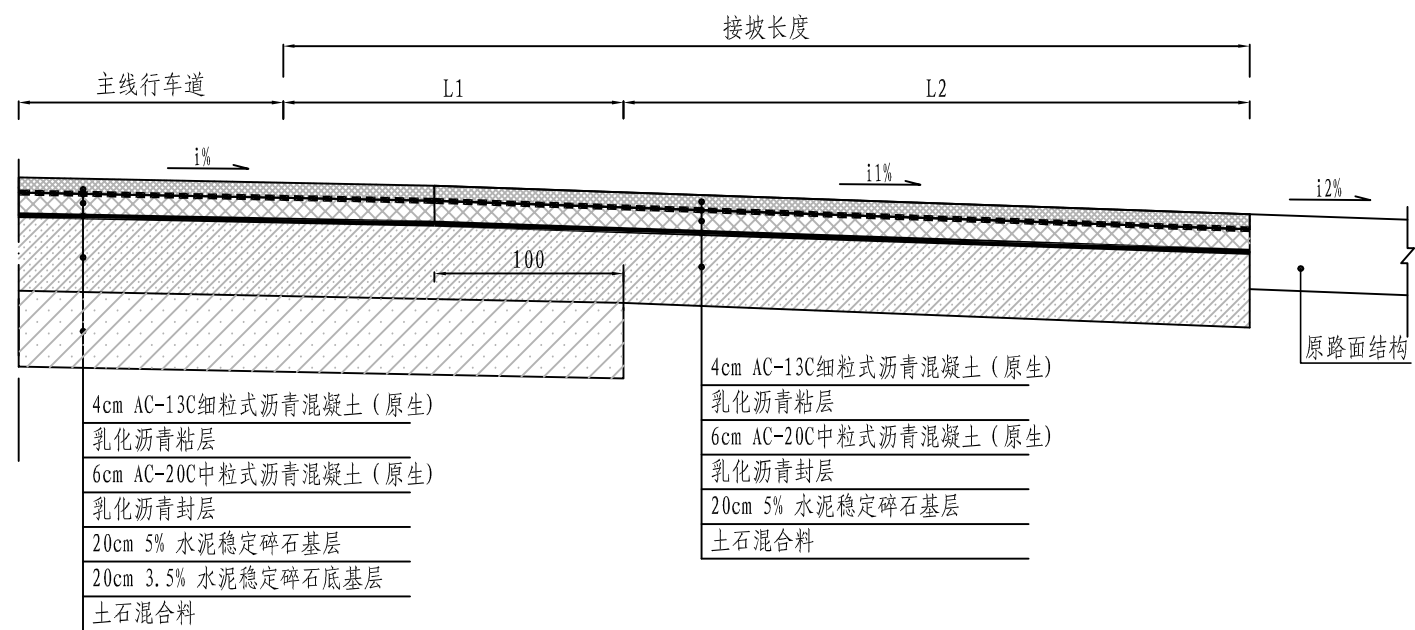 接坡长度
主线行车道
L1
L2
i%
i1%
i2%
100
原路面结构
4cm AC-13C细粒式沥青混凝土(原生)
乳化沥青粘层
6cm AC-20C中粒式沥青混凝土(原生)
乳化沥青封层
20cm 5% 水泥稳定碎石基层
20cm 3.5% 水泥稳定碎石底基层
土石混合料
4cm AC-13C细粒式沥青混凝土(原生)
乳化沥青粘层
6cm AC-20C中粒式沥青混凝土(原生)
乳化沥青封层
20cm 5% 水泥稳定碎石基层
土石混合料